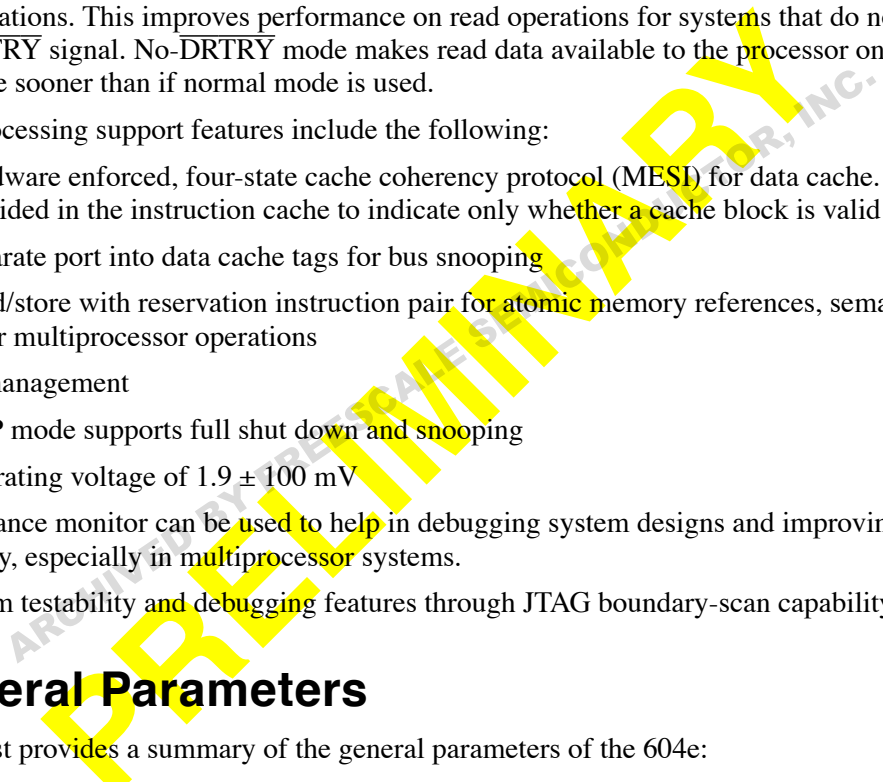 ations. This improves performance on read operations for systems that do n
TRY signal. No-DRTRY mode makes read data available to the processor on
e sooner than if normal mode is used.
ocessing support features include the following:
dware enforced, four-state cache coherency protocol (MESI) for data cache.
ided in the instruction cache to indicate only whether a cache block is valid
arate port into data cache tags for bus snooping
d/store with reservation instruction pair for atomic memory references, sema
r multiprocessor operations
nanagement
P mode supports full shut down and snooping
rating voltage of 1.9 ± 100 mV
ance monitor can be used to help in debugging system designs and improvin
y, especially in multiprocessor systems.
m testability and debugging features through JTAG boundary-scan capability
eral Parameters
st provides a summary of the general parameters of the 604e:
ARCHIVED BY FREESCALE SEMICONDUCTOR, INC.
PRELIMINARY